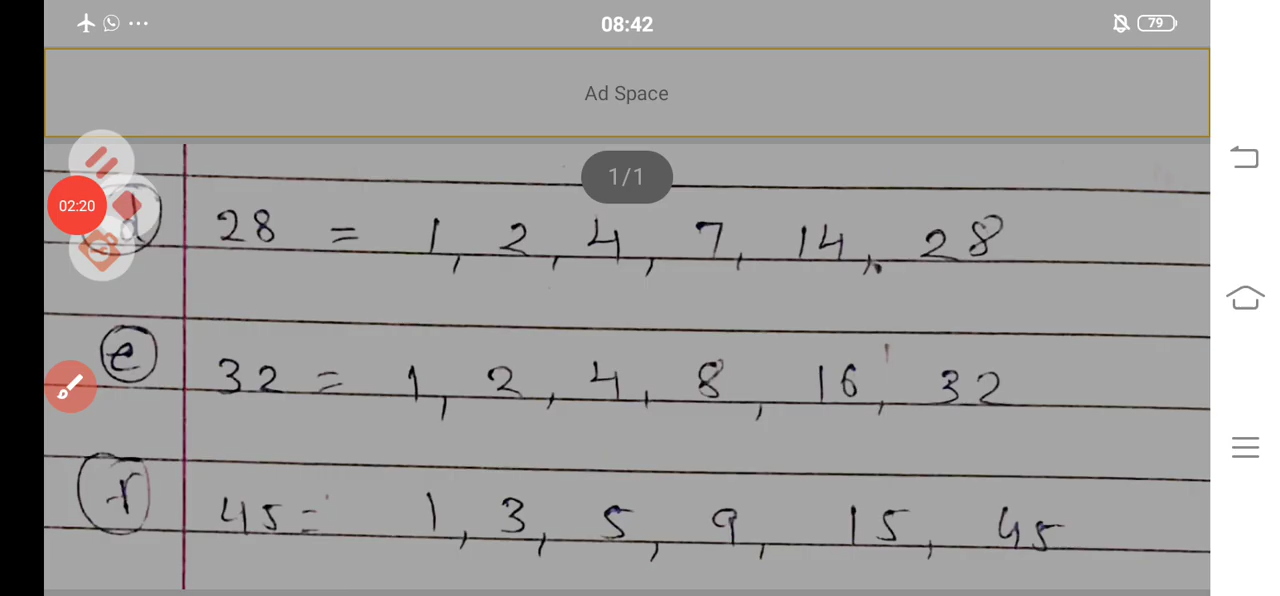 08:42
79
Ad Space
1/1
02:20
d 28 = 1, 2, 4, 7, 14, 28
e 32 = 1, 2, 4, 8, 16, 32
f 45 = 1, 3, 5, 9, 15, 45